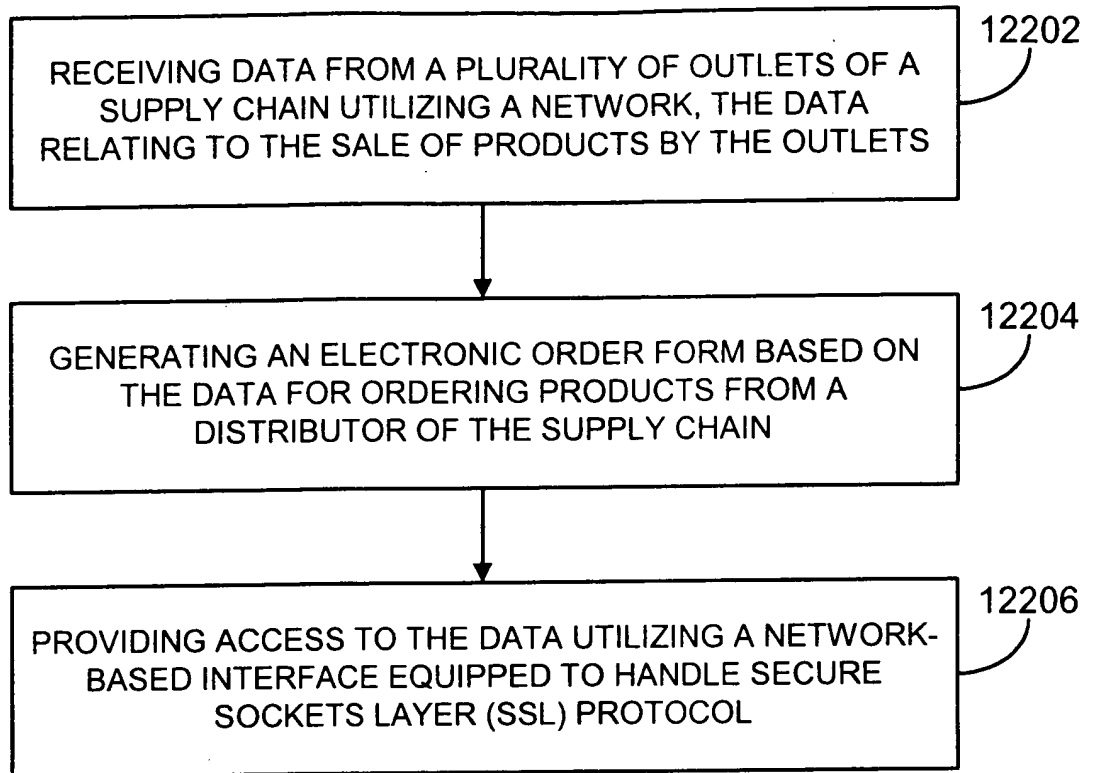 12202
RECEIVING DATA FROM A PLURALITY OF OUTLETS OF A
SUPPLY CHAIN UTILIZING A NETWORK, THE DATA
RELATING TO THE SALE OF PRODUCTS BY THE OUTLETS
12204
GENERATING AN ELECTRONIC ORDER FORM BASED ON
THE DATA FOR ORDERING PRODUCTS FROM A
DISTRIBUTOR OF THE SUPPLY CHAIN
12206
PROVIDING ACCESS TO THE DATA UTILIZING A NETWORK-
BASED INTERFACE EQUIPPED TO HANDLE SECURE
SOCKETS LAYER (SSL) PROTOCOL